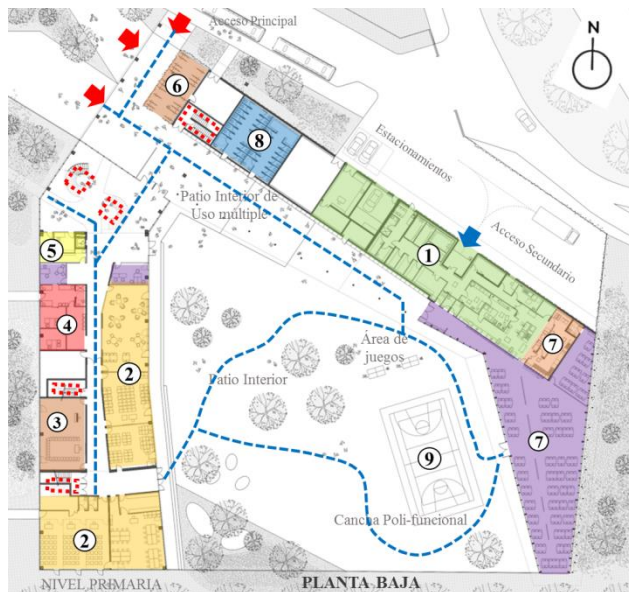 Acceso Principal
N
6
8
Estacionamientos
Patio Interior de
Uso múltiple
5
1
Acceso Secundario
4
2
Área de
juegos
7
Patio Interior
3
9
7
Cancha Poli-funcional
2
NIVEL PRIMARIA
PLANTA BAJA